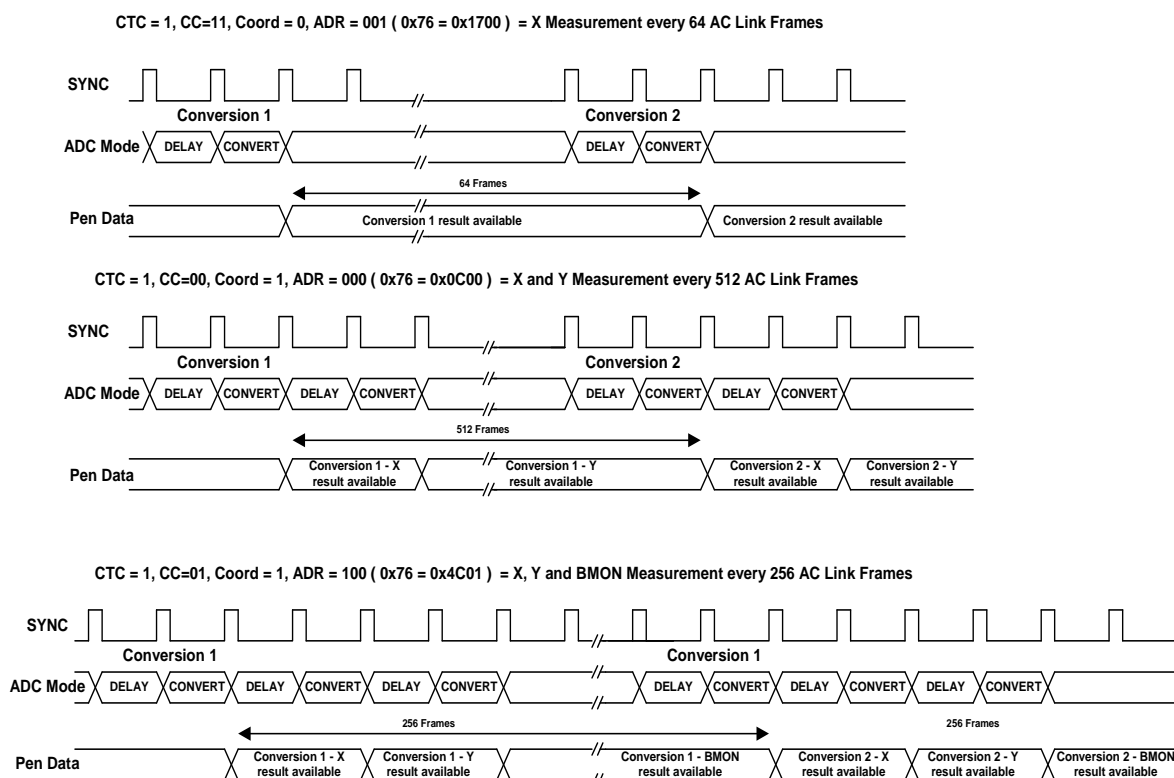 CTC = 1, CC=11, Coord = 0, ADR = 001 ( 0x76 = 0x1700 )  = X Measurement every 64 AC Link Frames
SYNC
Conversion 1
Conversion 2
ADC Mode
DELAY
CONVERT
DELAY
CONVERT
64 Frames
Pen Data
Conversion 1 result available
Conversion 2 result available
CTC = 1, CC=00, Coord = 1, ADR = 000 ( 0x76 = 0x0C00 )  = X and Y Measurement every 512 AC Link Frames
SYNC
Conversion 1
Conversion 2
ADC Mode
DELAY
CONVERT
DELAY
CONVERT
DELAY
CONVERT
DELAY
CONVERT
512 Frames
Pen Data
Conversion 1 - X
result available
Conversion 1 - Y
result available
Conversion 2 - X
result available
Conversion 2 - Y
result available
CTC = 1, CC=01, Coord = 1, ADR = 100 ( 0x76 = 0x4C01 )  = X, Y and BMON Measurement every 256 AC Link Frames
SYNC
Conversion 1
Conversion 1
ADC Mode
DELAY
CONVERT
DELAY
CONVERT
DELAY
CONVERT
DELAY
CONVERT
DELAY
CONVERT
DELAY
CONVERT
256 Frames
256 Frames
Pen Data
Conversion 1 - X
result available
Conversion 1 - Y
result available
Conversion 1 - BMON
result available
Conversion 2 - X
result available
Conversion 2 - Y
result available
Conversion 2 - BMON
result available